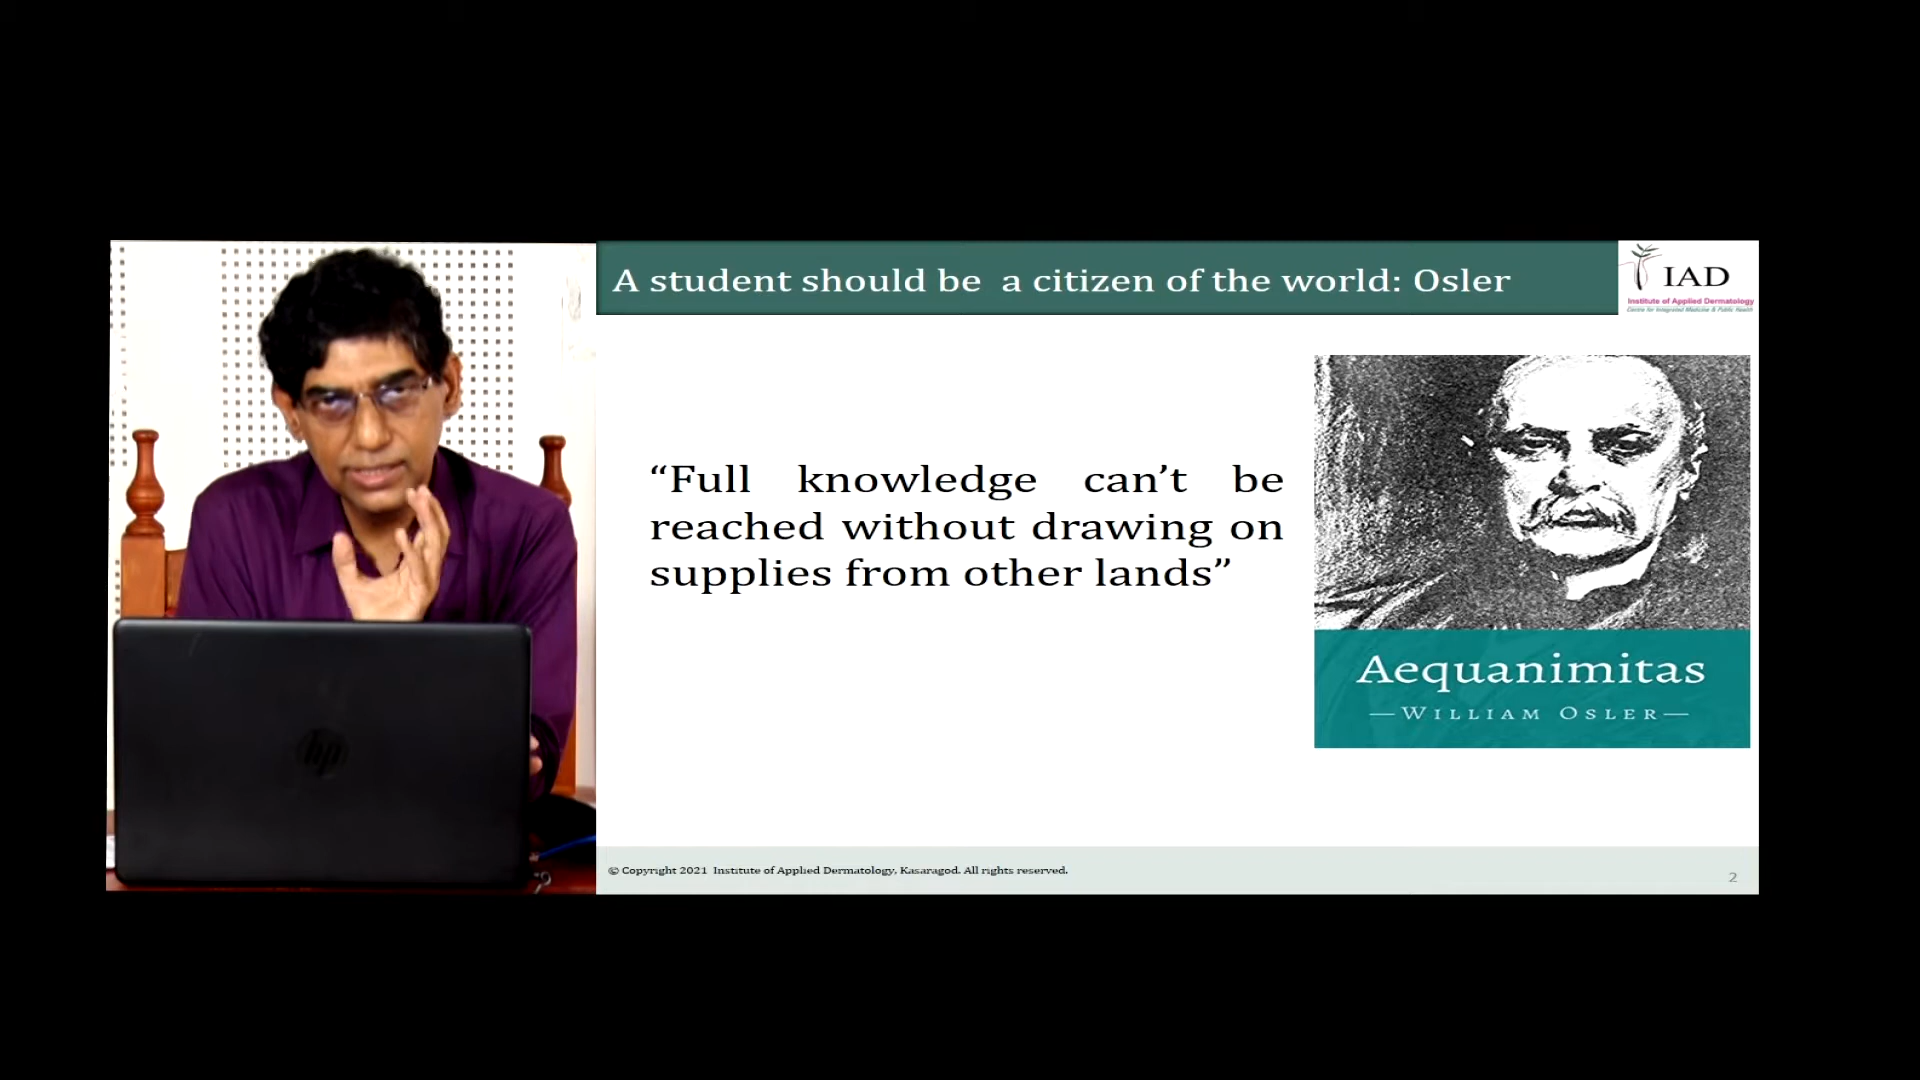 A student should be a citizen of the world: Osler
IAD
Institute of Applied Dermatology
Centre for Integrated Medicine & Public Health
“Full knowledge can’t be
reached without drawing on
supplies from other lands”
Aequanimitas
—WILLIAM OSLER—
hp
© Copyright 2021 Institute of Applied Dermatology, Kasaragod. All rights reserved.
2